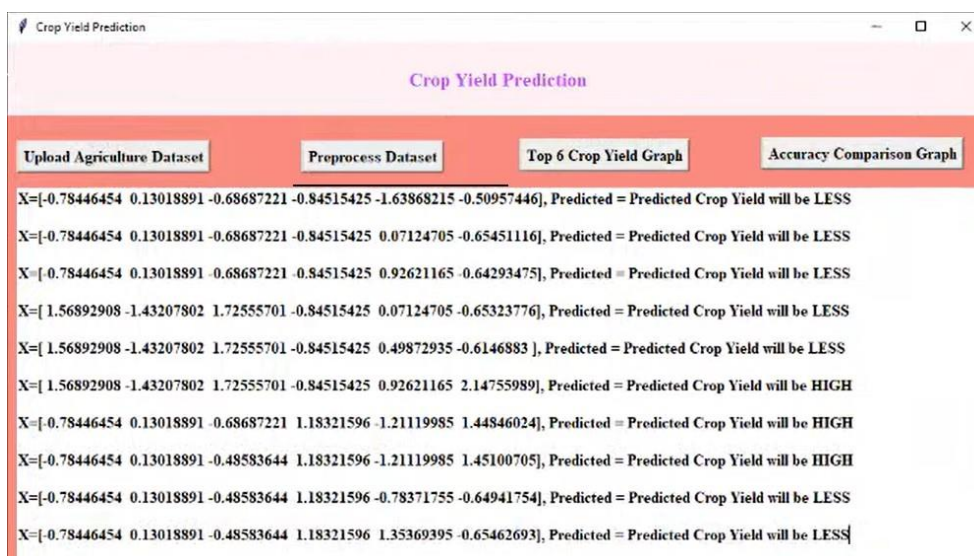 Crop Yield Prediction
Crop Yield Prediction
Upload Agriculture Dataset Preprocess Dataset Top 6 Crop Yield Graph Accuracy Comparison Graph
X=[-0.78446454 0.13018891 -0.68687221 -0.84515425 -1.63868215 -0.50957446], Predicted = Predicted Crop Yield will be LESS
X=[-0.78446454 0.13018891 -0.68687221 -0.84515425 0.07124705 -0.65451116], Predicted = Predicted Crop Yield will be LESS
X=[-0.78446454 0.13018891 -0.68687221 -0.84515425 0.92621165 -0.64293475], Predicted = Predicted Crop Yield will be LESS
X=[ 1.56892908 -1.43207802 1.72555701 -0.84515425 0.07124705 -0.65323776], Predicted = Predicted Crop Yield will be LESS
X=[ 1.56892908 -1.43207802 1.72555701 -0.84515425 0.49872935 -0.6146883 ], Predicted = Predicted Crop Yield will be LESS
X=[ 1.56892908 -1.43207802 1.72555701 -0.84515425 0.92621165 2.14755989], Predicted = Predicted Crop Yield will be HIGH
X=[-0.78446454 0.13018891 -0.68687221 1.18321596 -1.21119985 1.44846024], Predicted = Predicted Crop Yield will be HIGH
X=[-0.78446454 0.13018891 -0.48583644 1.18321596 -1.21119985 1.45100705], Predicted = Predicted Crop Yield will be HIGH
X=[-0.78446454 0.13018891 -0.48583644 1.18321596 -0.78371755 -0.64941754], Predicted = Predicted Crop Yield will be LESS
X=[-0.78446454 0.13018891 -0.48583644 1.18321596 1.35369395 -0.65462693], Predicted = Predicted Crop Yield will be LESS